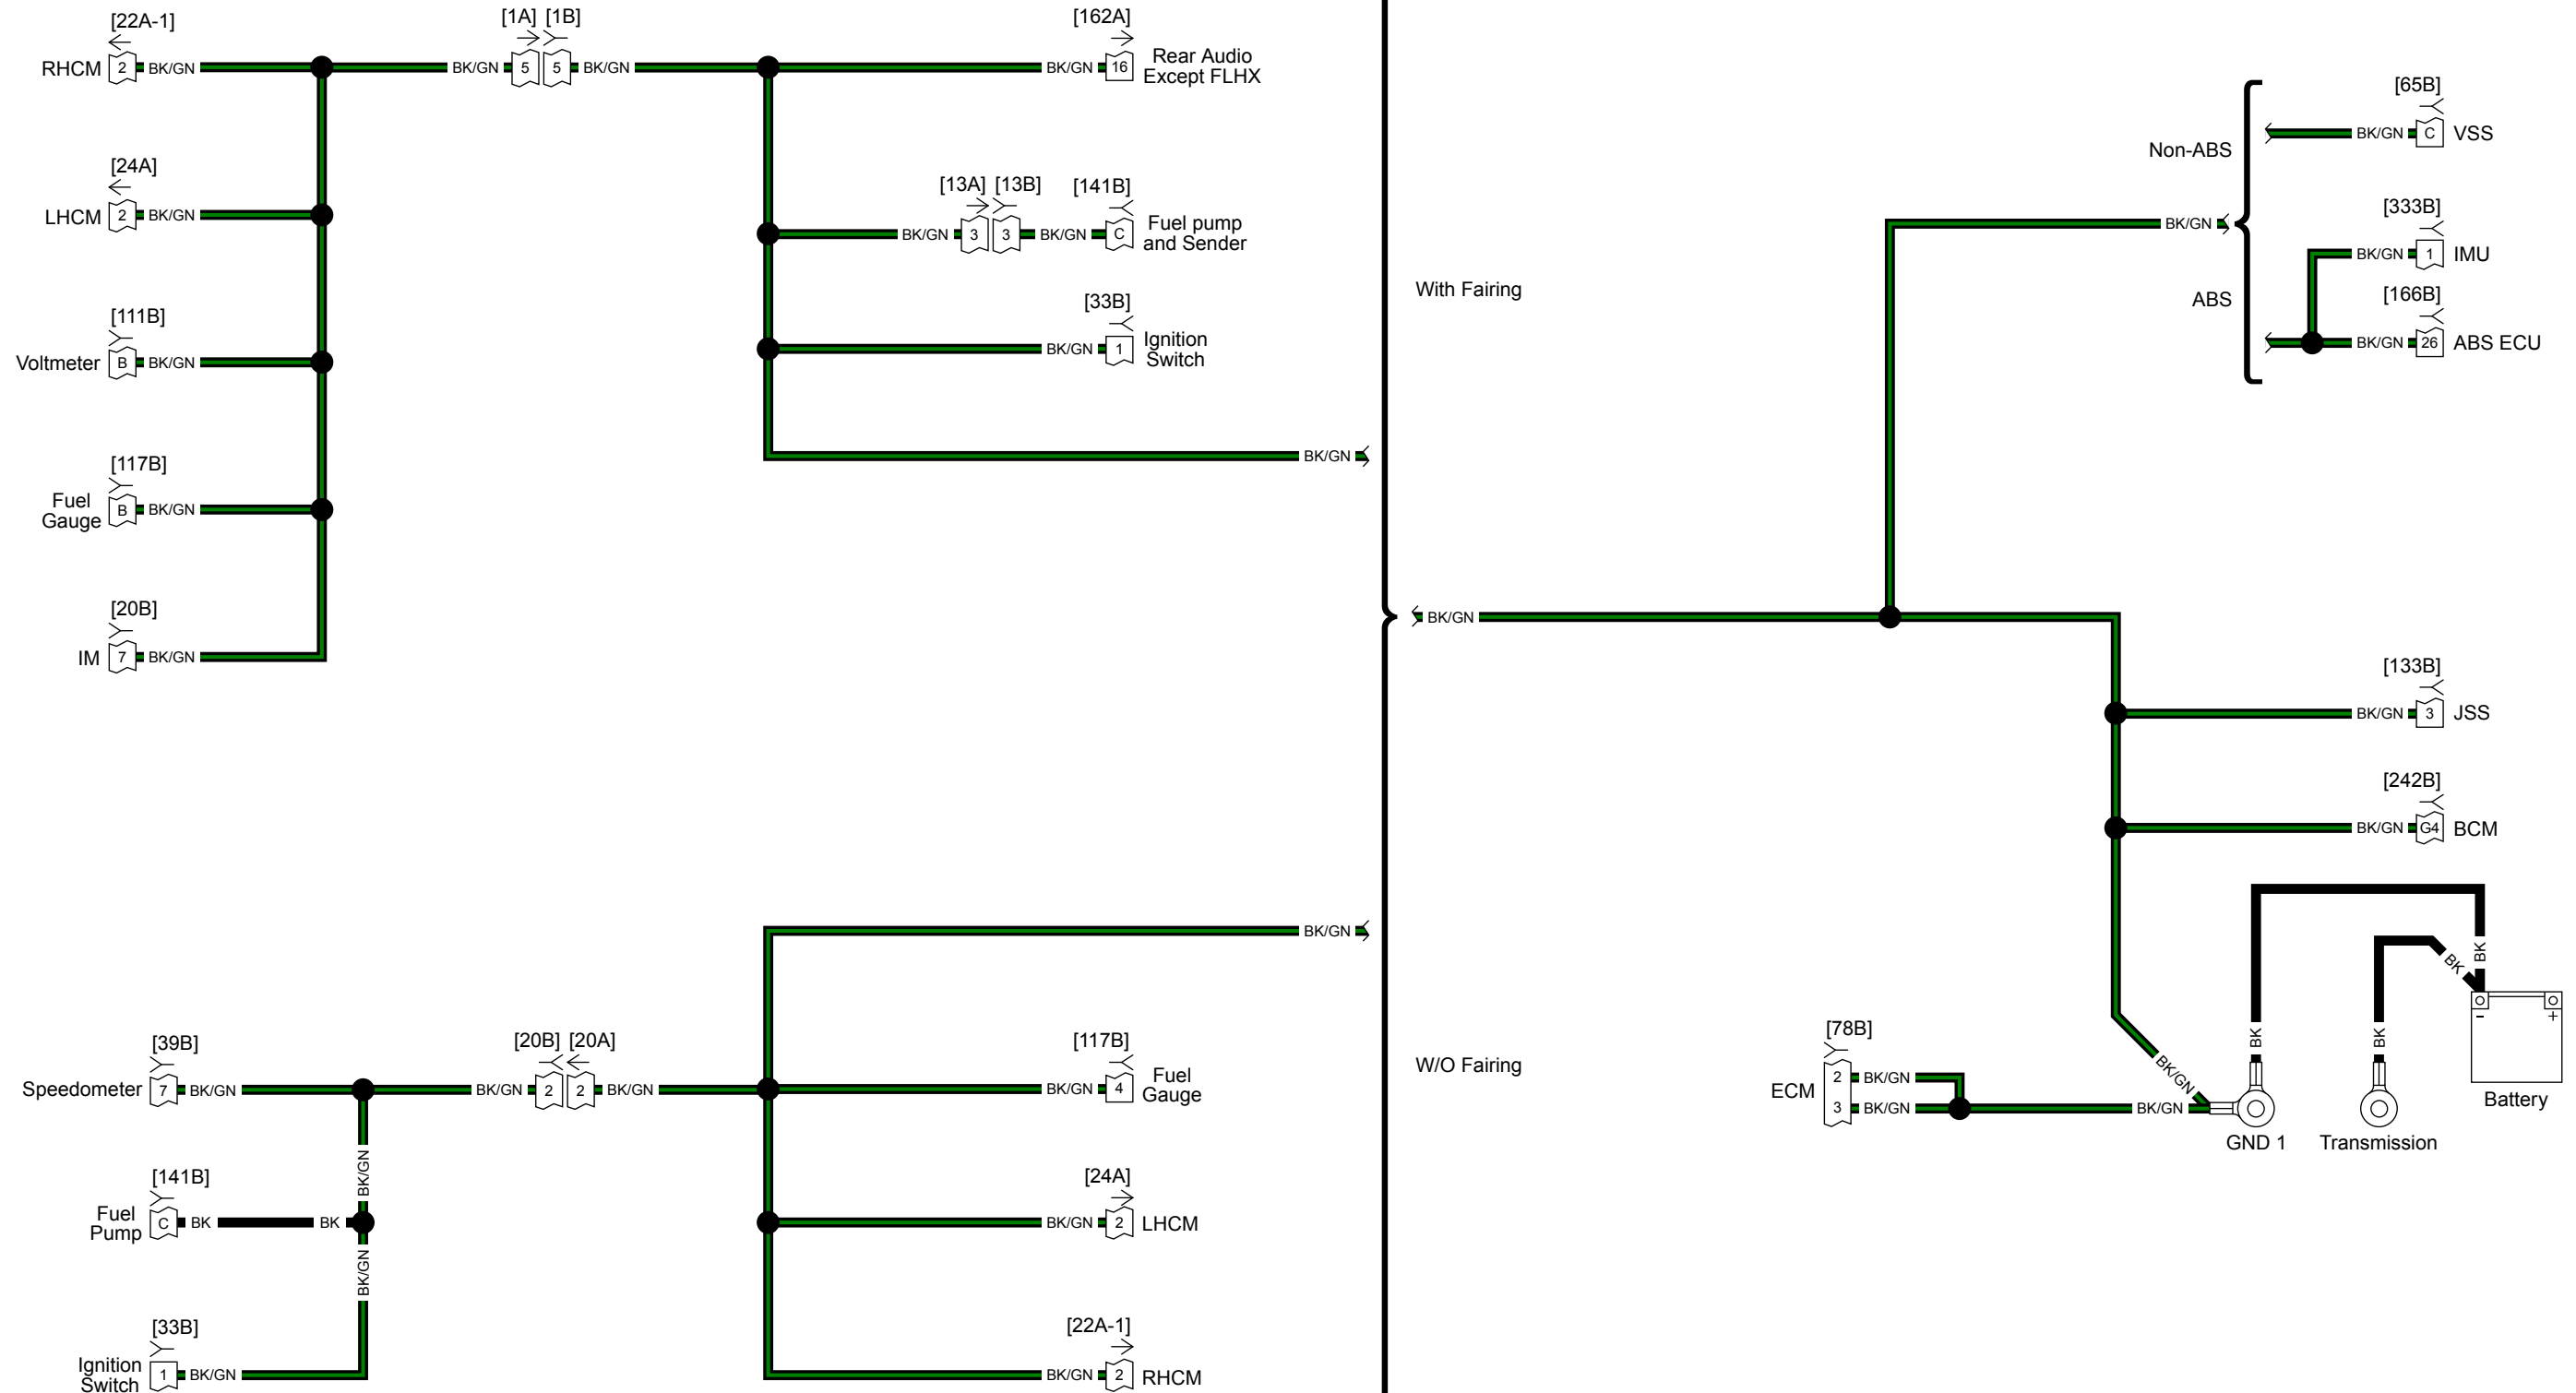 [22A-1]
RHCM 2 BK/GN
[1A] [1B]
BK/GN 5 5 BK/GN
[162A]
BK/GN 16 Rear Audio
Except FLHX
[24A]
LHCM 2 BK/GN
[13A] [13B] [141B]
BK/GN 3 3 BK/GN C Fuel pump
and Sender
[111B]
Voltmeter B BK/GN
[33B]
BK/GN 1 Ignition
Switch
[117B]
Fuel
Gauge B BK/GN
BK/GN
[20B]
IM 7 BK/GN
With Fairing
BK/GN
Non-ABS
ABS
BK/GN
[65B]
BK/GN C VSS
[333B]
BK/GN 1 IMU
[166B]
BK/GN 26 ABS ECU
[133B]
BK/GN 3 JSS
[242B]
BK/GN G4 BCM
BK/GN
[39B]
Speedometer 7 BK/GN
[20B] [20A]
BK/GN 2 2 BK/GN
[117B]
BK/GN 4 Fuel
Gauge
BK/GN
[141B]
Fuel
Pump C BK BK
BK/GN
[24A]
BK/GN 2 LHCM
[33B]
Ignition
Switch 1 BK/GN
[22A-1]
BK/GN 2 RHCM
W/O Fairing
[78B]
ECM
2 BK/GN
3 BK/GN
BK/GN
BK/GN
BK
BK
BK
BK
GND 1
Transmission
- +
Battery